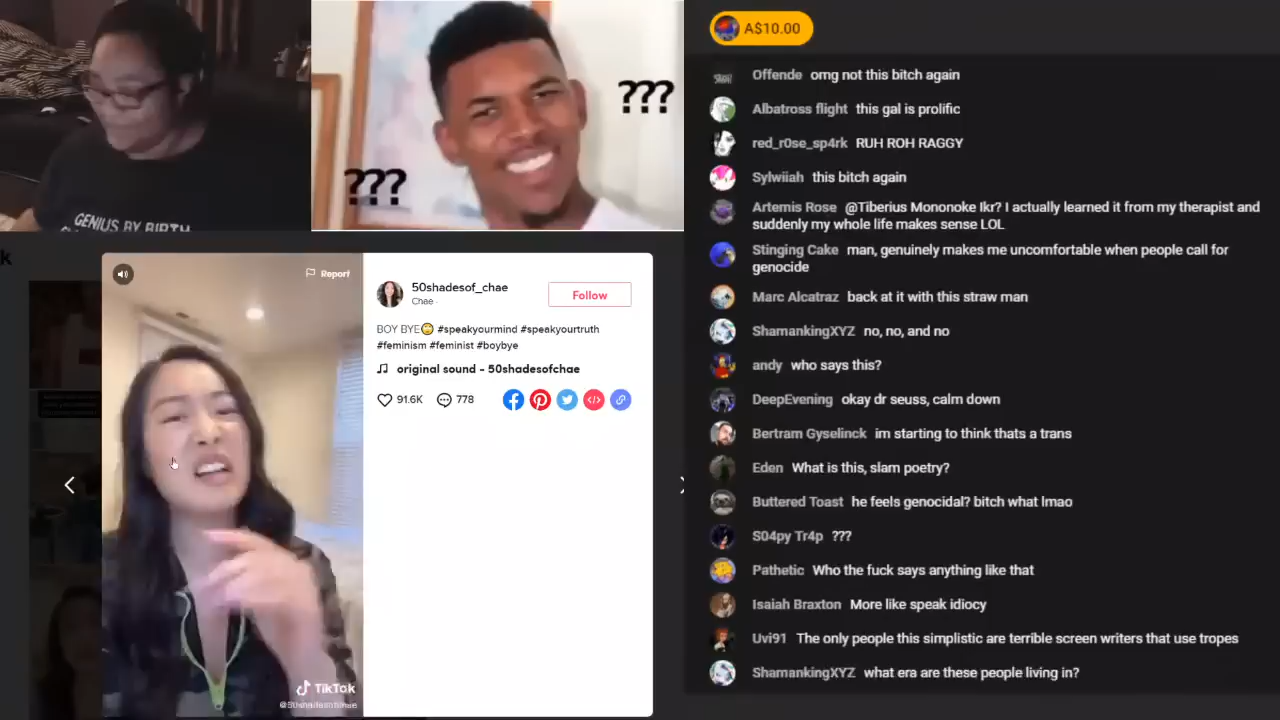 GENIUS BY BIRTH
???
???
k
Report
50shadesof_chae
Chae ·
Follow
BOY BYE🙄 #speakyourmind #speakyourtruth
#feminism #feminist #boybye
original sound - 50shadesofchae
91.6K
778
TikTok
A$10.00
Offende omg not this bitch again
Albatross flight this gal is prolific
red_r0se_sp4rk RUH ROH RAGGY
Sylwiiah this bitch again
Artemis Rose @Tiberius Mononoke Ikr? I actually learned it from my therapist and
suddenly my whole life makes sense LOL
Stinging Cake man, genuinely makes me uncomfortable when people call for
genocide
Marc Alcatraz back at it with this straw man
ShamankingXYZ no, no, and no
andy who says this?
DeepEvening okay dr seuss, calm down
Bertram Gyselinck im starting to think thats a trans
Eden What is this, slam poetry?
Buttered Toast he feels genocidal? bitch what lmao
S04py Tr4p ???
Pathetic Who the fuck says anything like that
Isaiah Braxton More like speak idiocy
Uvi91 The only people this simplistic are terrible screen writers that use tropes
ShamankingXYZ what era are these people living in?